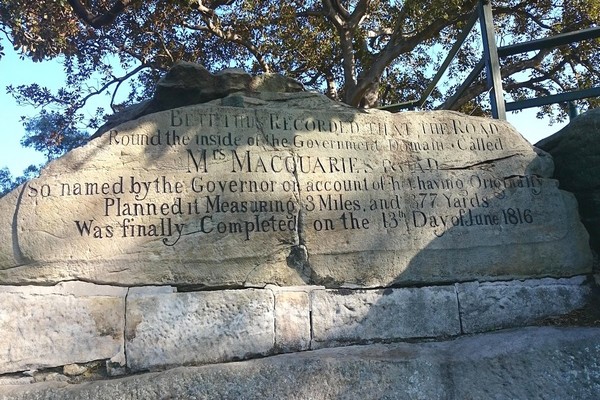 BE IT THUS RECORDED THAT THE ROAD
Round the inside of the Government Domain Called
Mrs MACQUARIES ROAD
So named by the Governor on account of her having Originally
Planned it Measuring 3 Miles, and 377 Yards
Was finally Completed on the 13th Day of June 1816